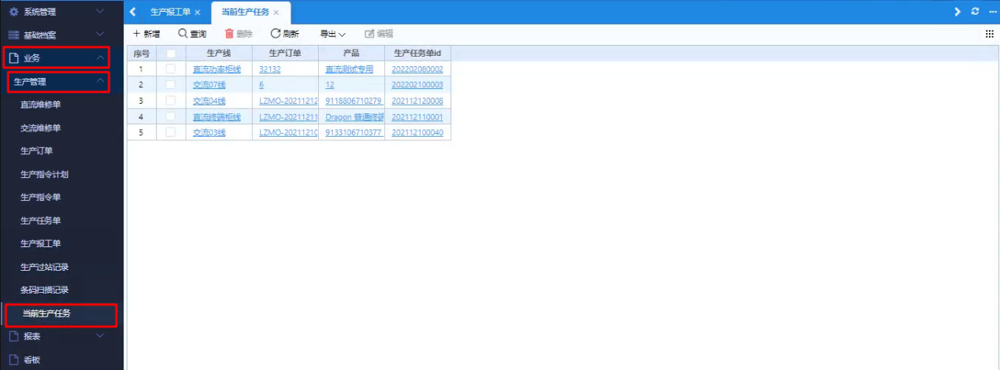 系统管理
基础档案
业务
生产管理
直流维修单
交流维修单
生产订单
生产指令计划
生产指令单
生产任务单
生产报工单
生产过站记录
条码扫描记录
当前生产任务
报表
看板
生产报工单 × 当前生产任务 ×
新增 查询 删除 刷新 导出 编辑
序号 生产线 生产订单 产品 生产任务单id
1 直流功率柜线 32132 直流测试专用 202202080002
2 交流07线 6 12 202202100003
3 交流04线 LZMO-20211212 9118806710279 202112120008
4 直流终端柜线 LZMO-20211211 Dragon 普通终端 202112110001
5 交流03线 LZMO-2021121 9133106710377 202112100040